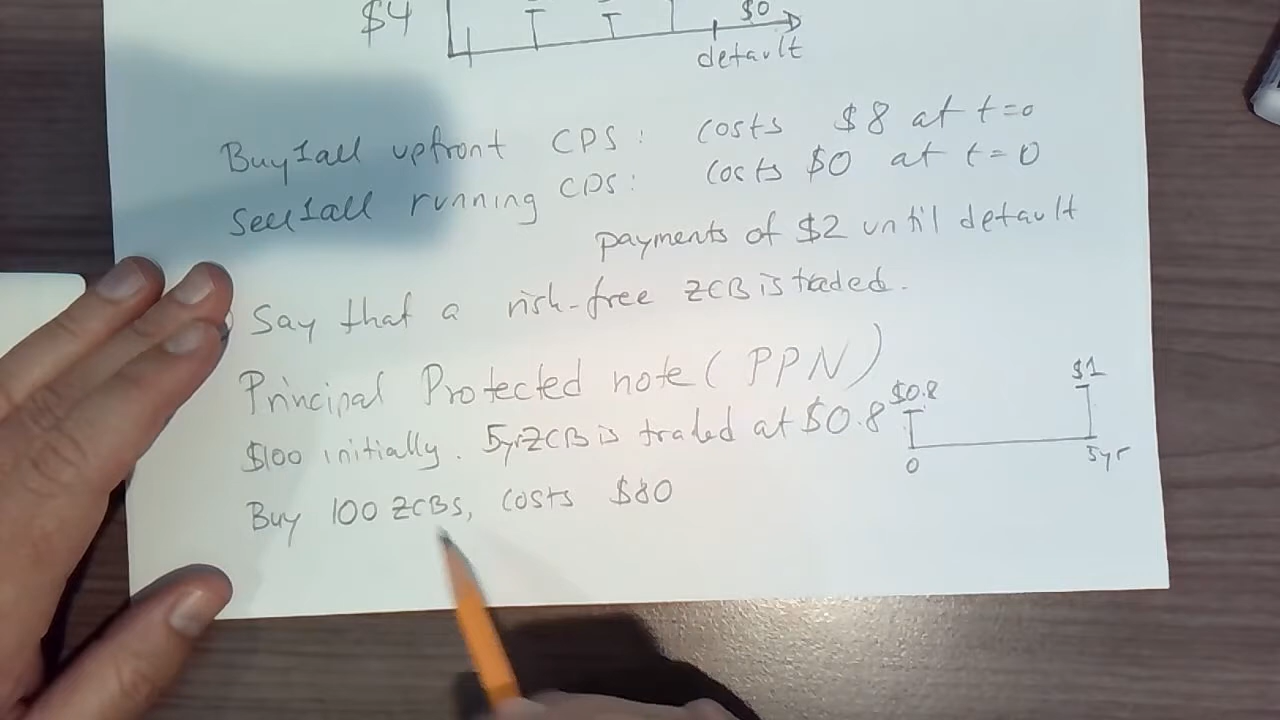 $4
$0
default
Buy 1 all upfront CDS: costs $8 at t=0
Sell 1 all running CDS: costs $0 at t=0
payments of $2 until default
Say that a risk-free ZCB is traded.
Principal Protected note (PPN)
$100 initially. 5yr ZCB is traded at $0.8
$0.8
$1
0
5yr
Buy 100 ZCBs, costs $80